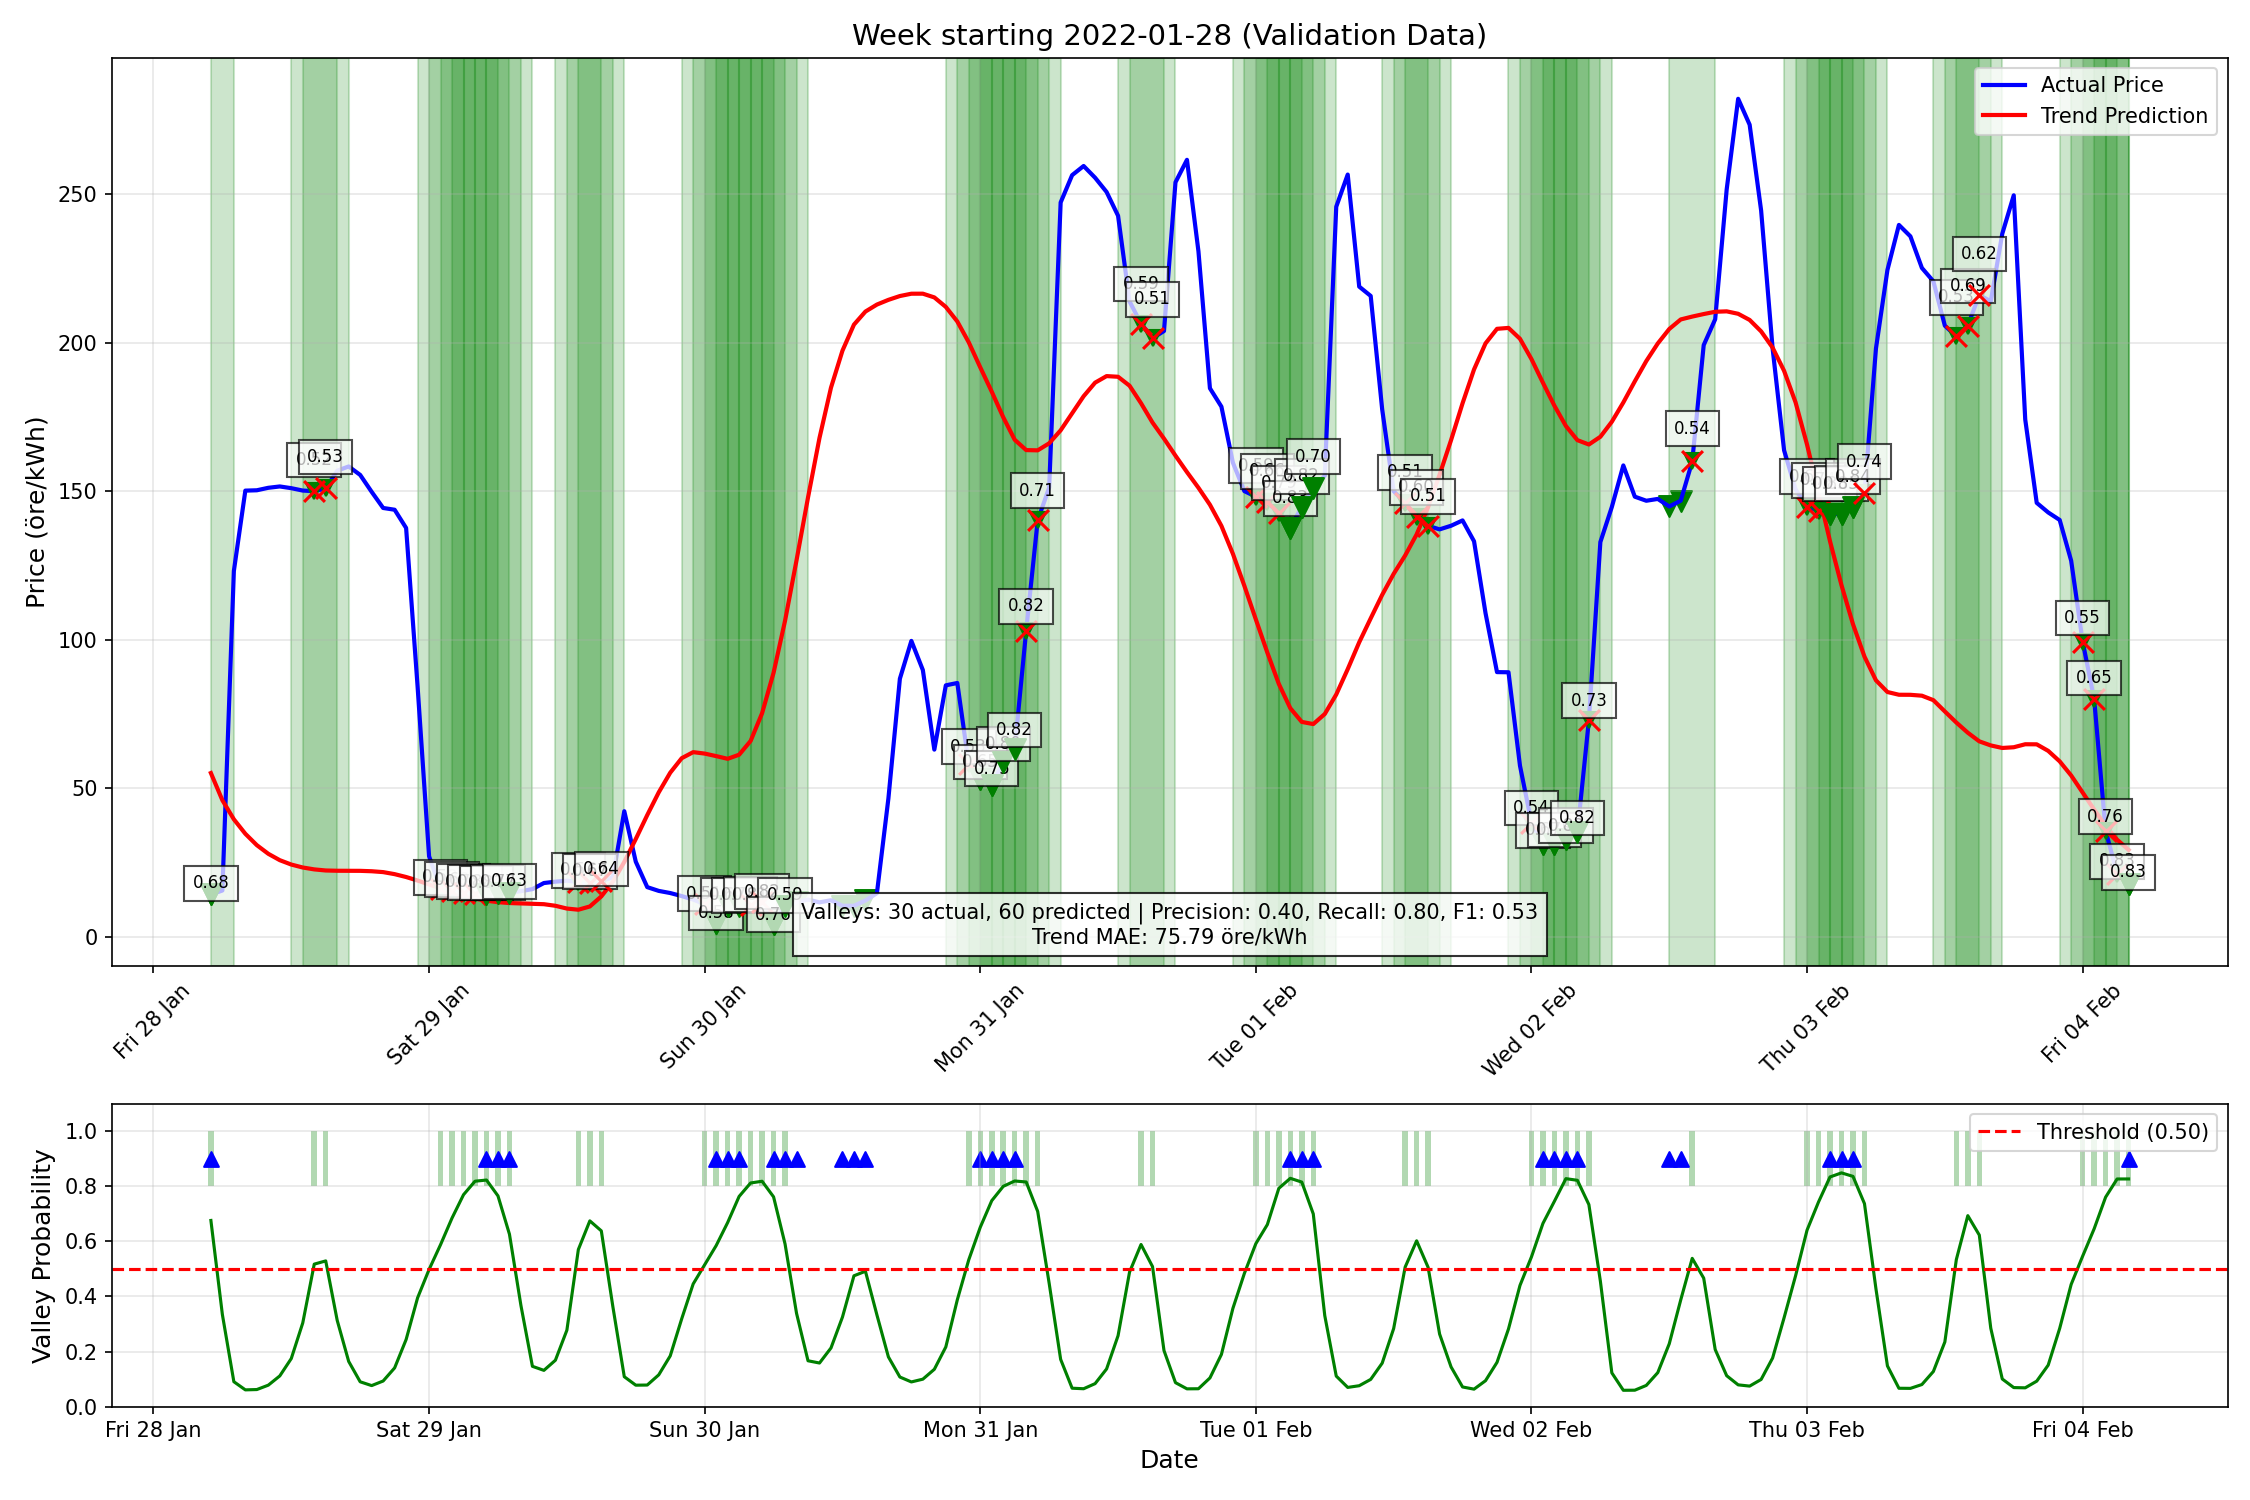 Week starting 2022-01-28 (Validation Data)
Actual Price
Trend Prediction
Price (öre/kWh)
250
200
150
100
50
0
0.68
0.53
0.63
0.64
0.59
0.82
0.82
0.71
0.51
0.70
0.51
0.54
0.82
0.73
0.54
0.74
0.69
0.62
0.55
0.65
0.76
0.83
Valleys: 30 actual, 60 predicted | Precision: 0.40, Recall: 0.80, F1: 0.53
Trend MAE: 75.79 öre/kWh
Fri 28 Jan
Sat 29 Jan
Sun 30 Jan
Mon 31 Jan
Tue 01 Feb
Wed 02 Feb
Thu 03 Feb
Fri 04 Feb
Threshold (0.50)
Valley Probability
1.0
0.8
0.6
0.4
0.2
0.0
Fri 28 Jan
Sat 29 Jan
Sun 30 Jan
Mon 31 Jan
Tue 01 Feb
Wed 02 Feb
Thu 03 Feb
Fri 04 Feb
Date